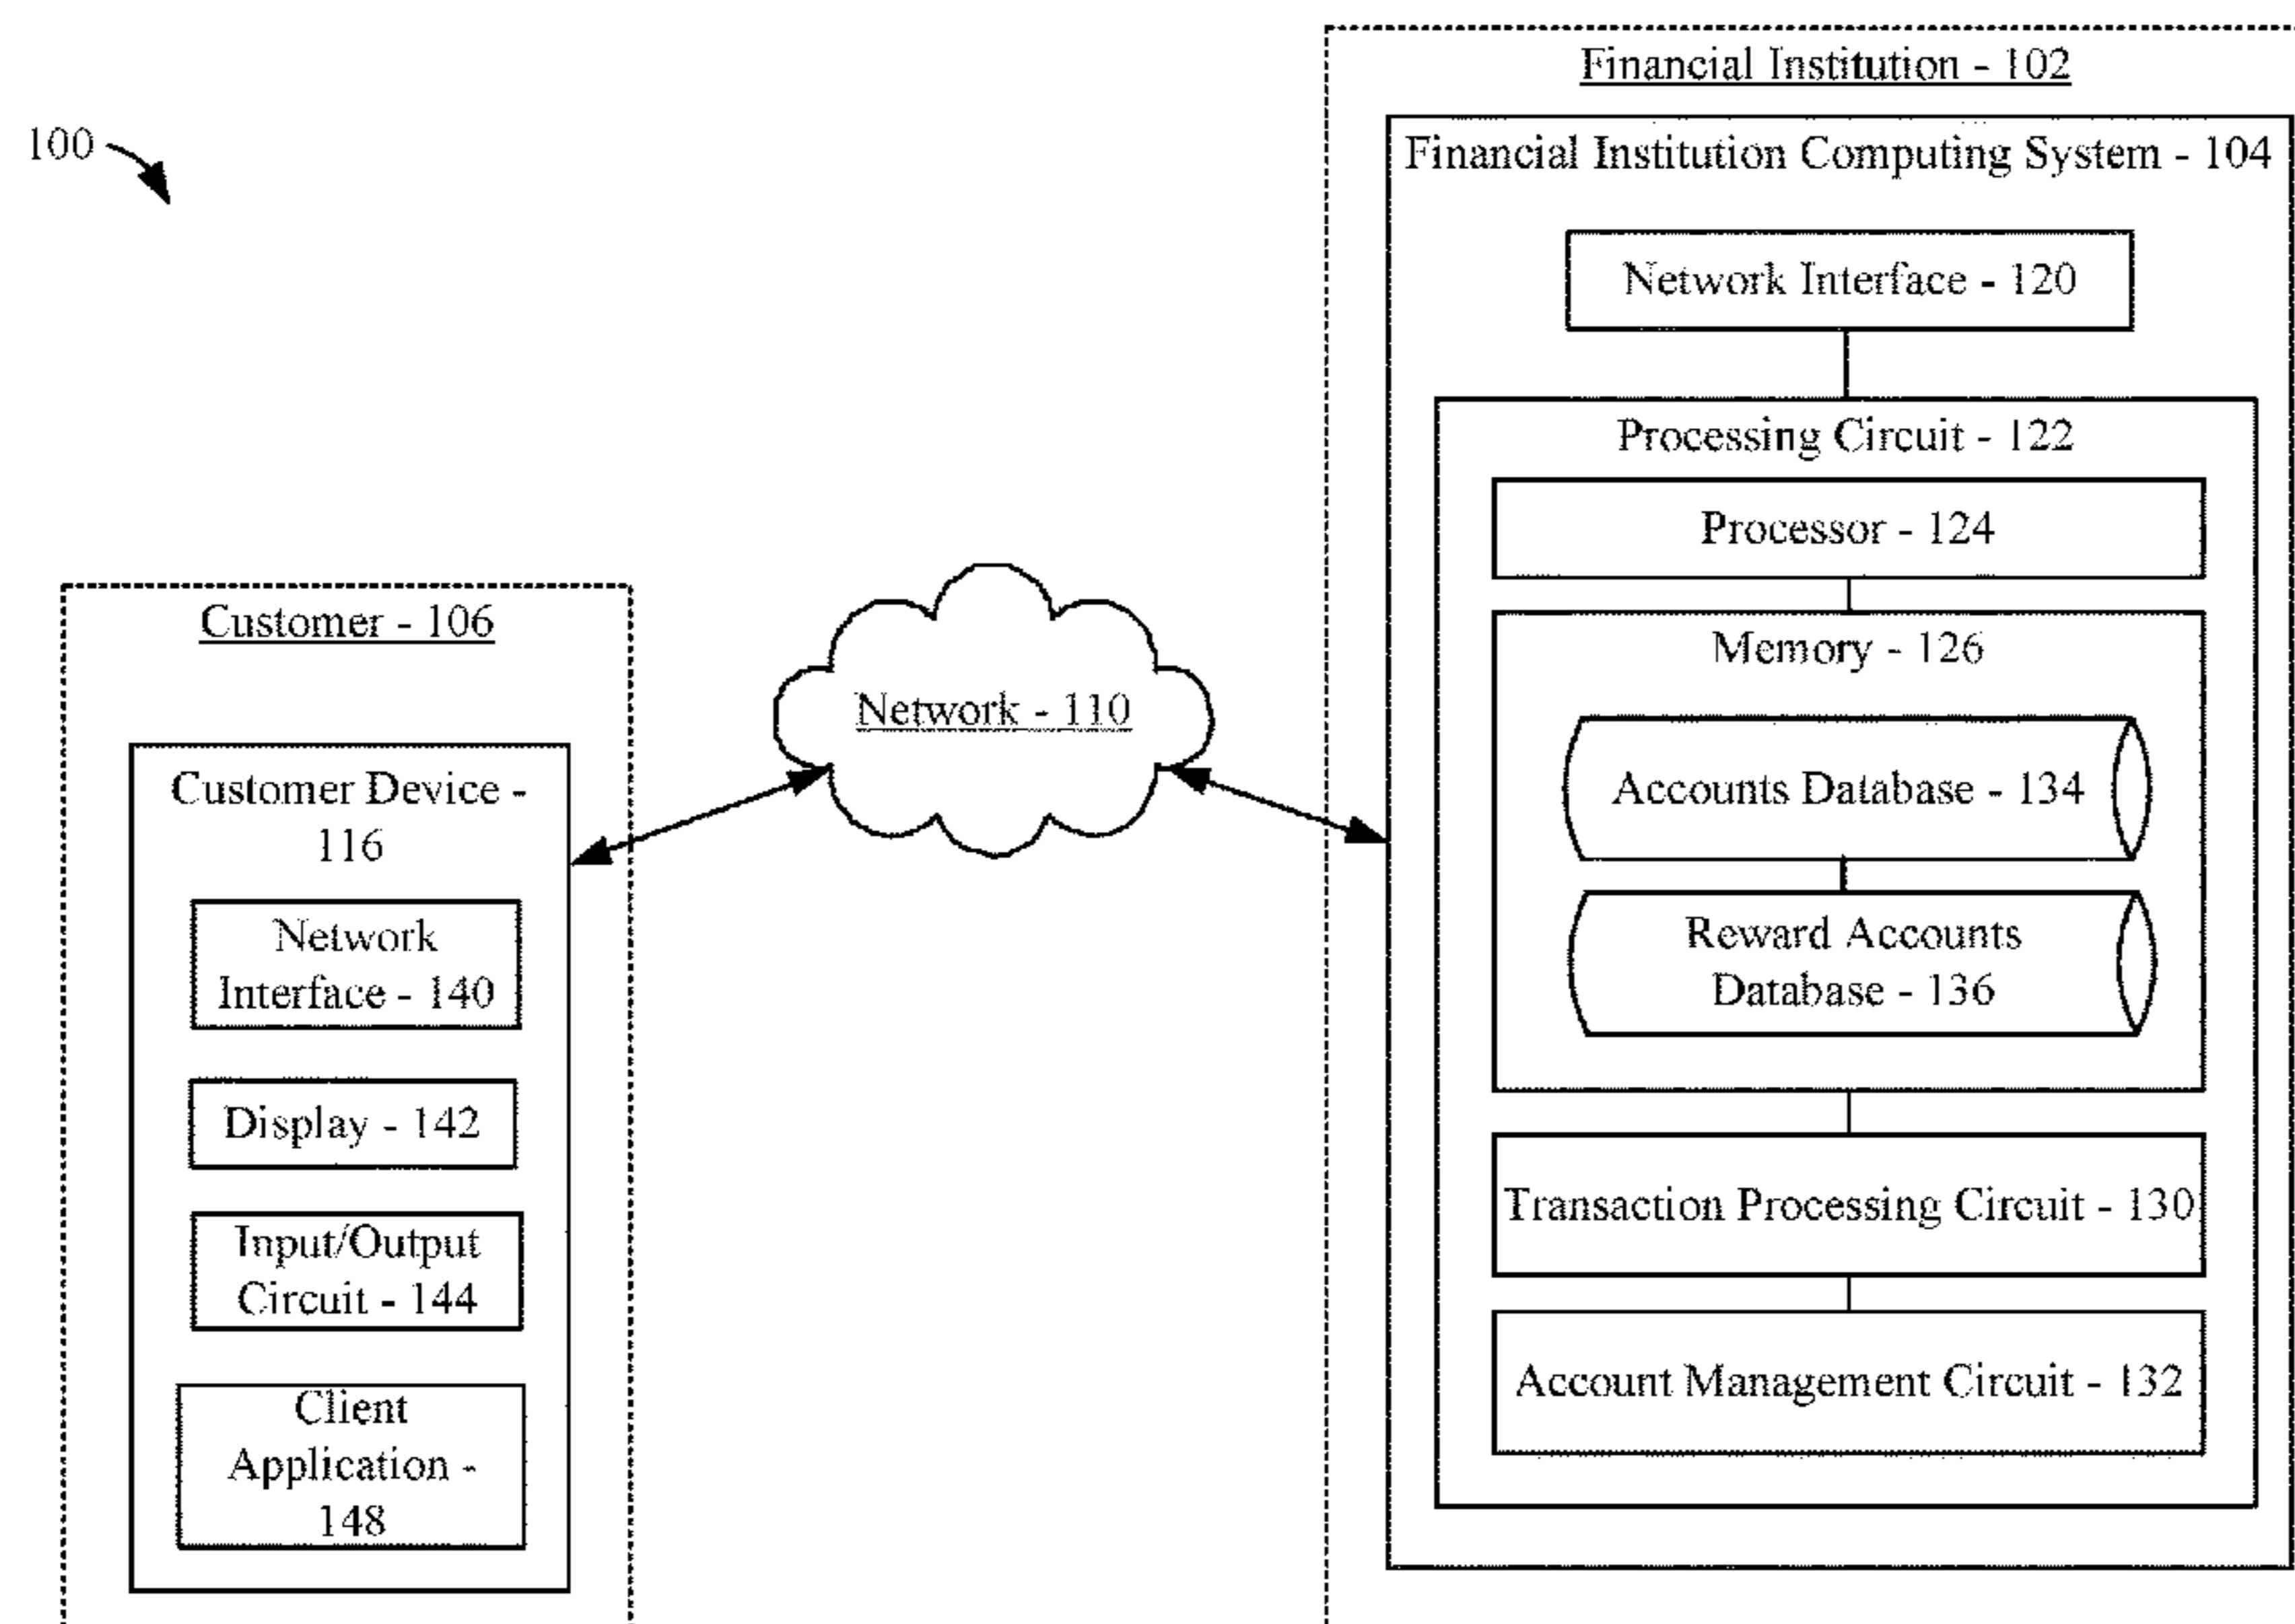 100
Financial Institution - 102
Financial Institution Computing System - 104
Network Interface - 120
Processing Circuit - 122
Processor - 124
Memory - 126
Accounts Database - 134
Reward Accounts
Database - 136
Transaction Processing Circuit - 130
Account Management Circuit - 132
Network - 110
Customer - 106
Customer Device -
116
Network
Interface - 140
Display - 142
Input/Output
Circuit - 144
Client
Application -
148